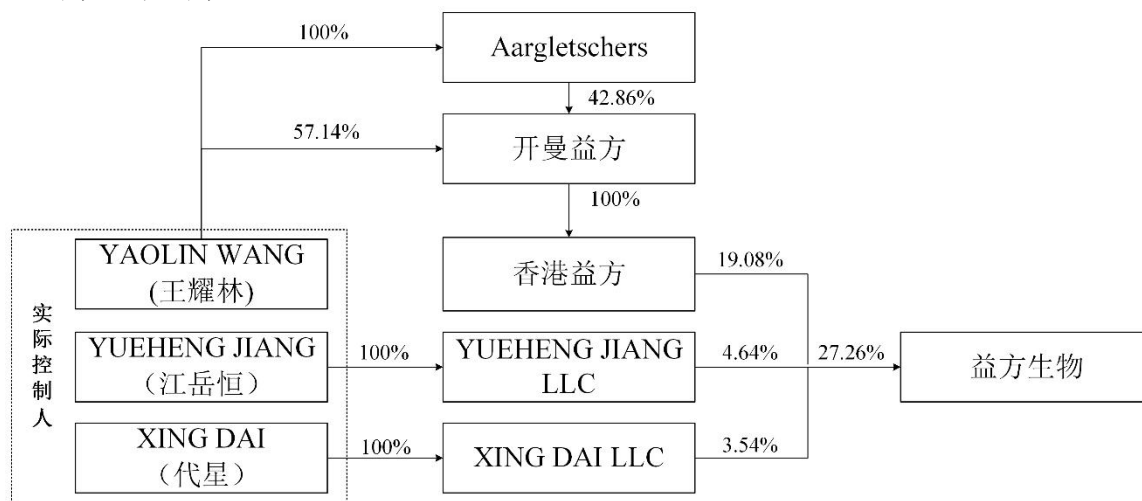 100%
Aargletschers
42.86%
57.14%
开曼益方
100%
YAOLIN WANG
(王耀林)
香港益方
19.08%
实际控制人
YUEHENG JIANG
（江岳恒）
100%
YUEHENG JIANG
LLC
4.64%
27.26%
益方生物
XING DAI
（代星）
100%
XING DAI LLC
3.54%